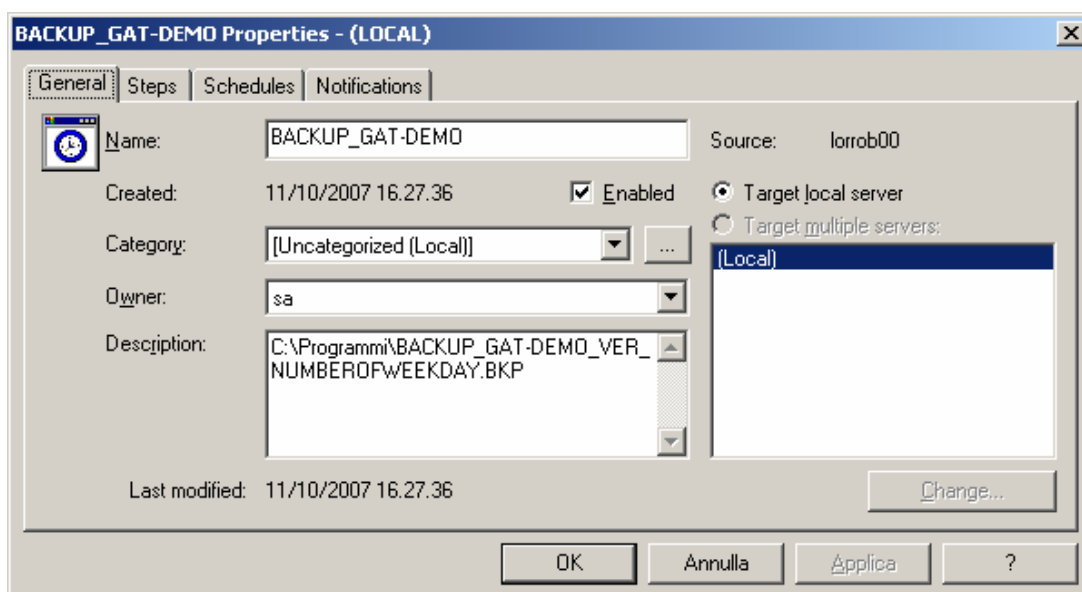 BACKUP_GAT-DEMO Properties - (LOCAL)
General Steps Schedules Notifications
Name: BACKUP_GAT-DEMO Source: lorrob00
Created: 11/10/2007 16.27.36 Enabled Target local server
Target multiple servers:
Category: [Uncategorized (Local)] ... (Local)
Owner: sa
Description: C:\Programmi\BACKUP_GAT-DEMO_VER_
NUMBEROFWEEKDAY.BKP
Last modified: 11/10/2007 16.27.36 Change...
OK Annulla Applica ?